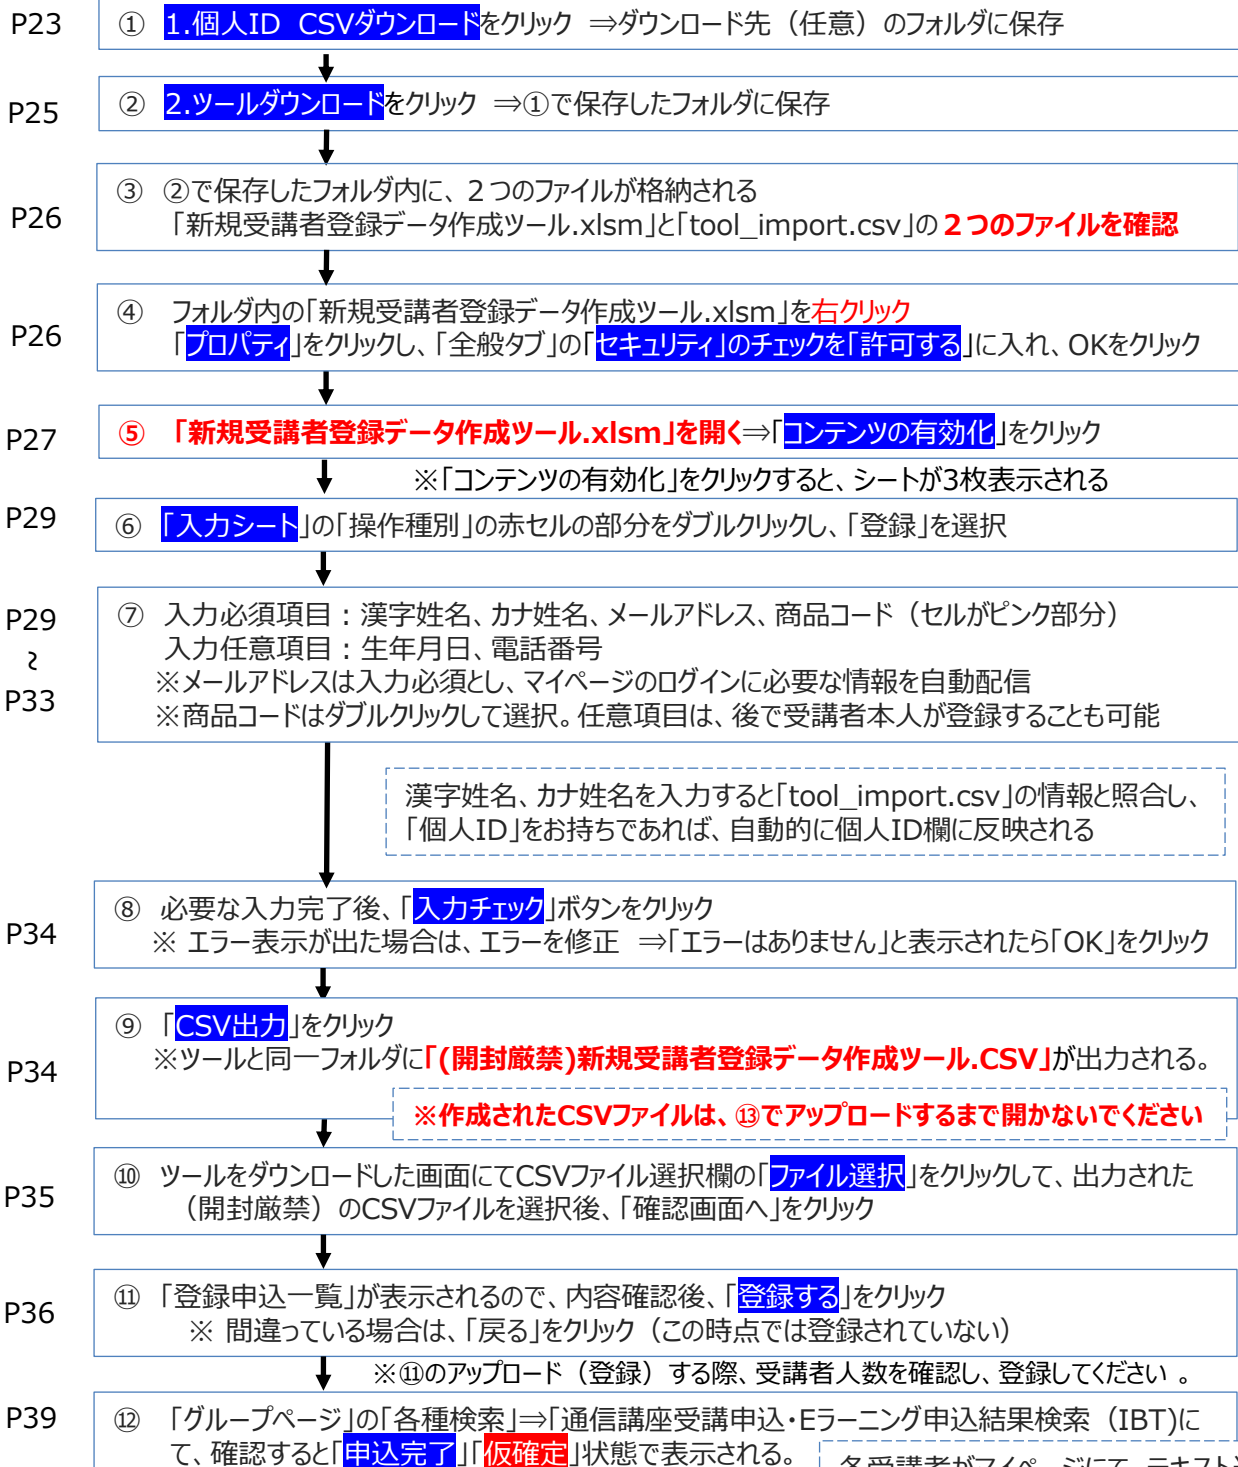 P23
① 1.個人ID CSVダウンロードをクリック ⇒ダウンロード先（任意）のフォルダに保存
P25
② 2.ツールダウンロードをクリック ⇒①で保存したフォルダに保存
P26
③ ②で保存したフォルダ内に、２つのファイルが格納される
「新規受講者登録データ作成ツール.xlsm」と「tool_import.csv」の２つのファイルを確認
P26
④ フォルダ内の「新規受講者登録データ作成ツール.xlsm」を右クリック
「プロパティ」をクリックし、「全般タブ」の「セキュリティ」のチェックを「許可する」に入れ、OKをクリック
P27
⑤ 「新規受講者登録データ作成ツール.xlsm」を開く⇒「コンテンツの有効化」をクリック
※「コンテンツの有効化」をクリックすると、シートが3枚表示される
P29
⑥ 「入力シート」の「操作種別」の赤セルの部分をダブルクリックし、「登録」を選択
P29
～
P33
⑦ 入力必須項目：漢字姓名、カナ姓名、メールアドレス、商品コード（セルがピンク部分）
入力任意項目：生年月日、電話番号
※メールアドレスは入力必須とし、マイページのログインに必要な情報を自動配信
※商品コードはダブルクリックして選択。任意項目は、後で受講者本人が登録することも可能
漢字姓名、カナ姓名を入力すると「tool_import.csv」の情報と照合し、
「個人ID」をお持ちであれば、自動的に個人ID欄に反映される
P34
⑧ 必要な入力完了後、「入力チェック」ボタンをクリック
※ エラー表示が出た場合は、エラーを修正 ⇒「エラーはありません」と表示されたら「OK」をクリック
P34
⑨ 「CSV出力」をクリック
※ツールと同一フォルダに「(開封厳禁)新規受講者登録データ作成ツール.CSV」が出力される。
※作成されたCSVファイルは、⑬でアップロードするまで開かないでください
P35
⑩ ツールをダウンロードした画面にてCSVファイル選択欄の「ファイル選択」をクリックして、出力された
（開封厳禁）のCSVファイルを選択後、「確認画面へ」をクリック
P36
⑪ 「登録申込一覧」が表示されるので、内容確認後、「登録する」をクリック
※ 間違っている場合は、「戻る」をクリック（この時点では登録されていない）
※⑪のアップロード（登録）する際、受講者人数を確認し、登録してください 。
P39
⑫ 「グループページ」の「各種検索」⇒「通信講座受講申込・Eラーニング申込結果検索（IBT)に
て、確認すると「申込完了」「仮確定」状態で表示される。